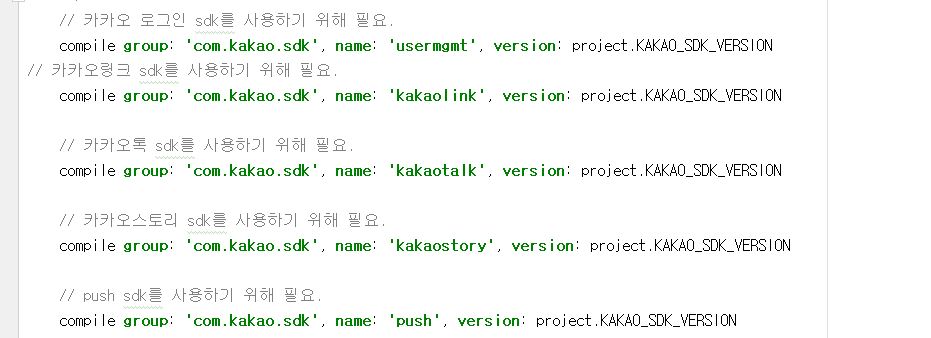 // 카카오 로그인 sdk를 사용하기 위해 필요.
compile group: 'com.kakao.sdk', name: 'usermgmt', version: project.KAKAO_SDK_VERSION
// 카카오링크 sdk를 사용하기 위해 필요.
compile group: 'com.kakao.sdk', name: 'kakaolink', version: project.KAKAO_SDK_VERSION
// 카카오톡 sdk를 사용하기 위해 필요.
compile group: 'com.kakao.sdk', name: 'kakaotalk', version: project.KAKAO_SDK_VERSION
// 카카오스토리 sdk를 사용하기 위해 필요.
compile group: 'com.kakao.sdk', name: 'kakaostory', version: project.KAKAO_SDK_VERSION
// push sdk를 사용하기 위해 필요.
compile group: 'com.kakao.sdk', name: 'push', version: project.KAKAO_SDK_VERSION